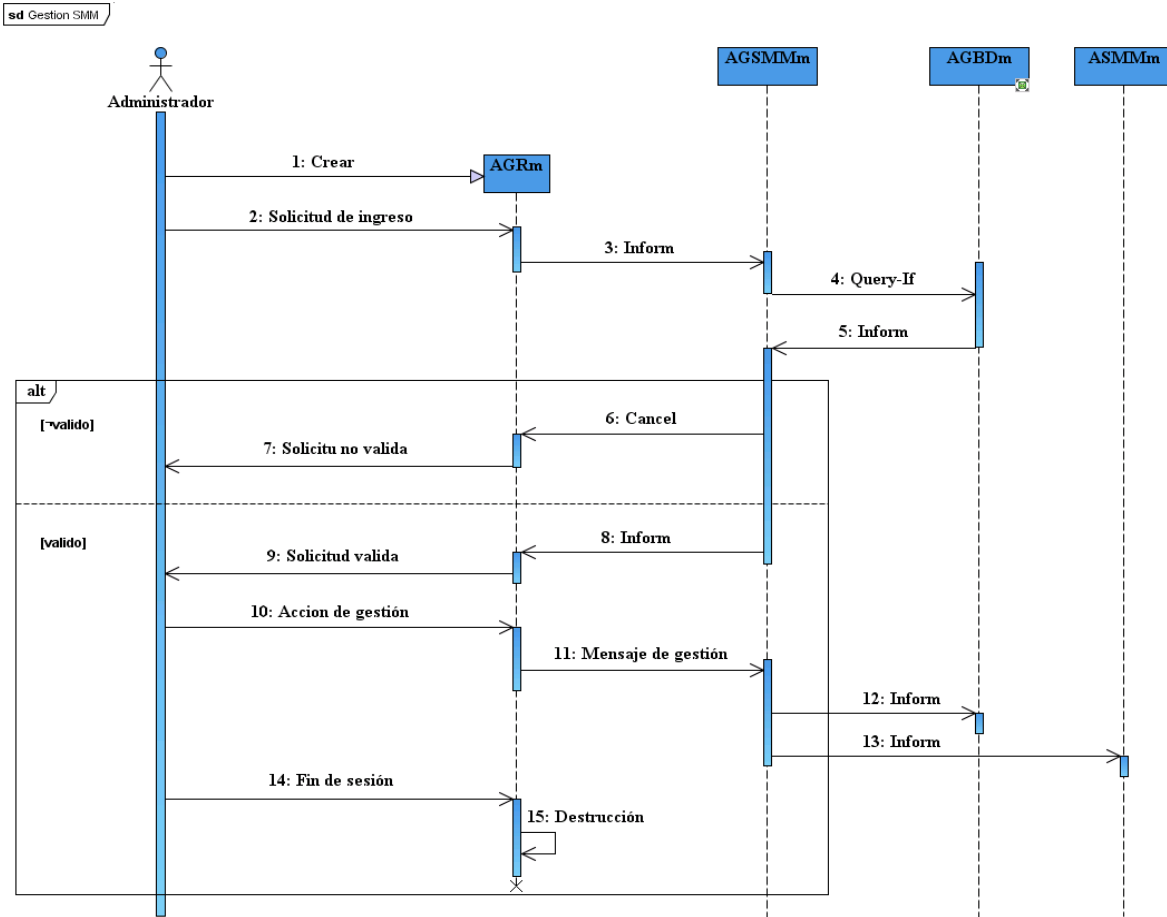 sd Gestion SMM
AGSMMm
AGBDm
ASMMm
Administrador
1: Crear
AGRm
2: Solicitud de ingreso
3: Inform
4: Query-If
5: Inform
alt
[¬valido]
6: Cancel
7: Solicitu no valida
[valido]
8: Inform
9: Solicitud valida
10: Accion de gestión
11: Mensaje de gestión
12: Inform
13: Inform
14: Fin de sesión
15: Destrucción